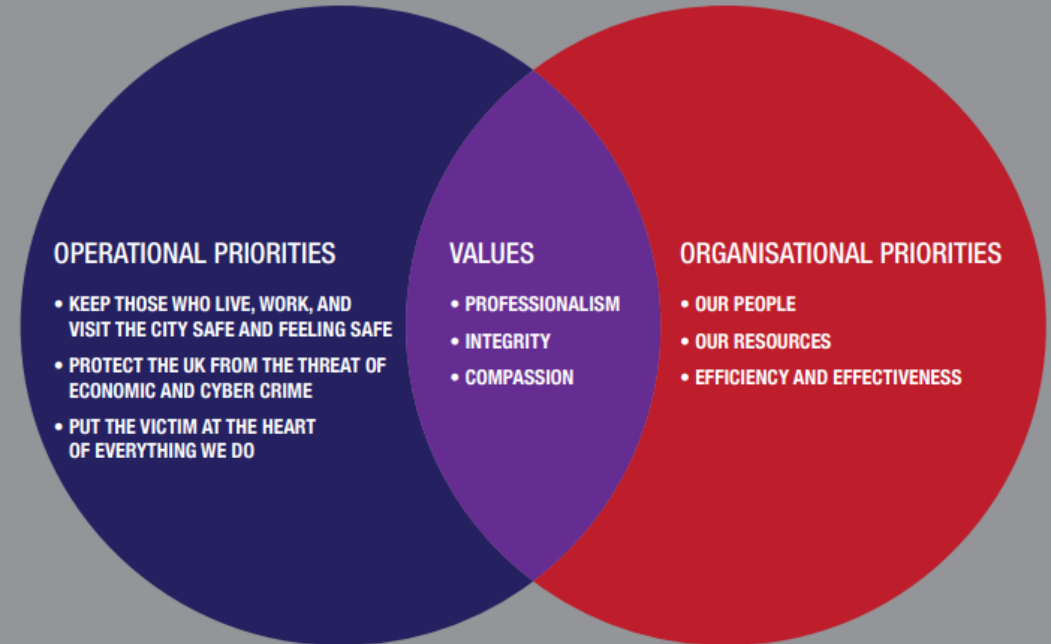 OPERATIONAL PRIORITIES
• KEEP THOSE WHO LIVE, WORK, AND
VISIT THE CITY SAFE AND FEELING SAFE
• PROTECT THE UK FROM THE THREAT OF
ECONOMIC AND CYBER CRIME
• PUT THE VICTIM AT THE HEART
OF EVERYTHING WE DO
VALUES
• PROFESSIONALISM
• INTEGRITY
• COMPASSION
ORGANISATIONAL PRIORITIES
• OUR PEOPLE
• OUR RESOURCES
• EFFICIENCY AND EFFECTIVENESS